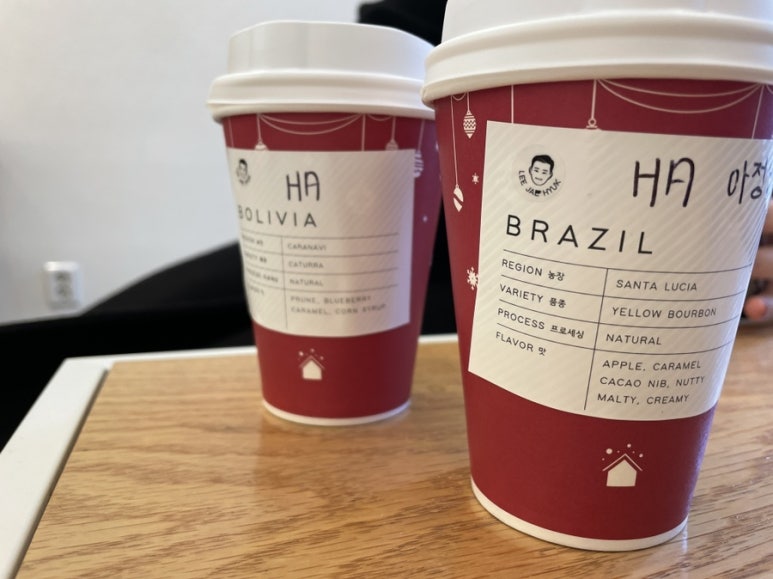 HA
BOLIVIA
CARANAVI
CATURRA
NATURAL
PRUNE, BLUEBERRY
CARAMEL, CORN SYRUP
LEE JAE HYUK
HA 아정
BRAZIL
REGION 농장 SANTA LUCIA
VARIETY 품종 YELLOW BOURBON
PROCESS 프로세싱 NATURAL
FLAVOR 맛 APPLE, CARAMEL
CACAO NIB, NUTTY
MALTY, CREAMY